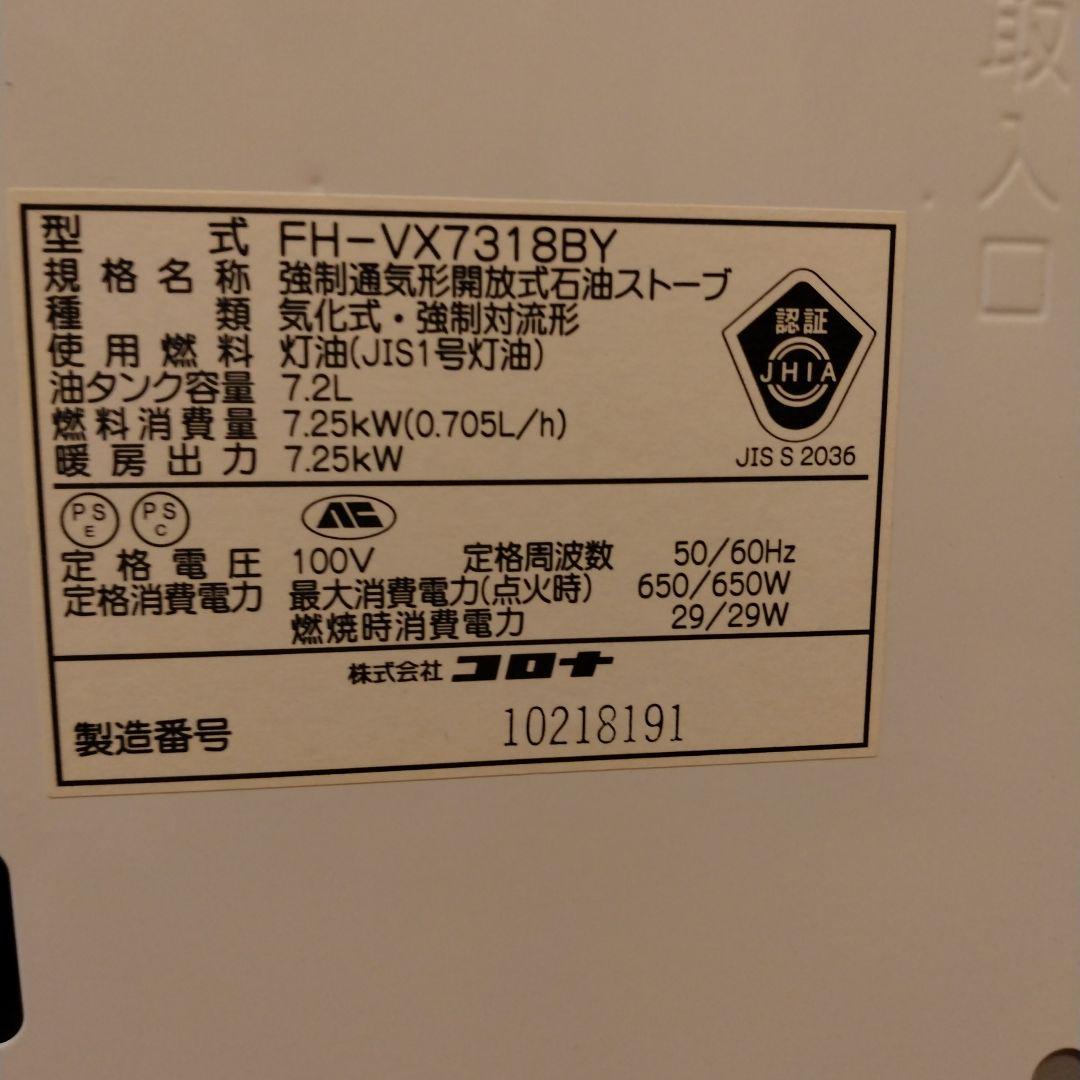 取入口
型式 FH-VX7318BY
規格名称 強制通気形開放式石油ストーブ
種類 気化式・強制対流形
使用燃料 灯油(JIS1号灯油)
油タンク容量 7.2L
燃料消費量 7.25kW(0.705L/h)
暖房出力 7.25kW
認証
JHIA
JIS S 2036
PS E PS C
定格電圧 100V 定格周波数 50/60Hz
定格消費電力 最大消費電力(点火時) 650/650W
燃焼時消費電力 29/29W
株式会社 コロナ
製造番号 10218191